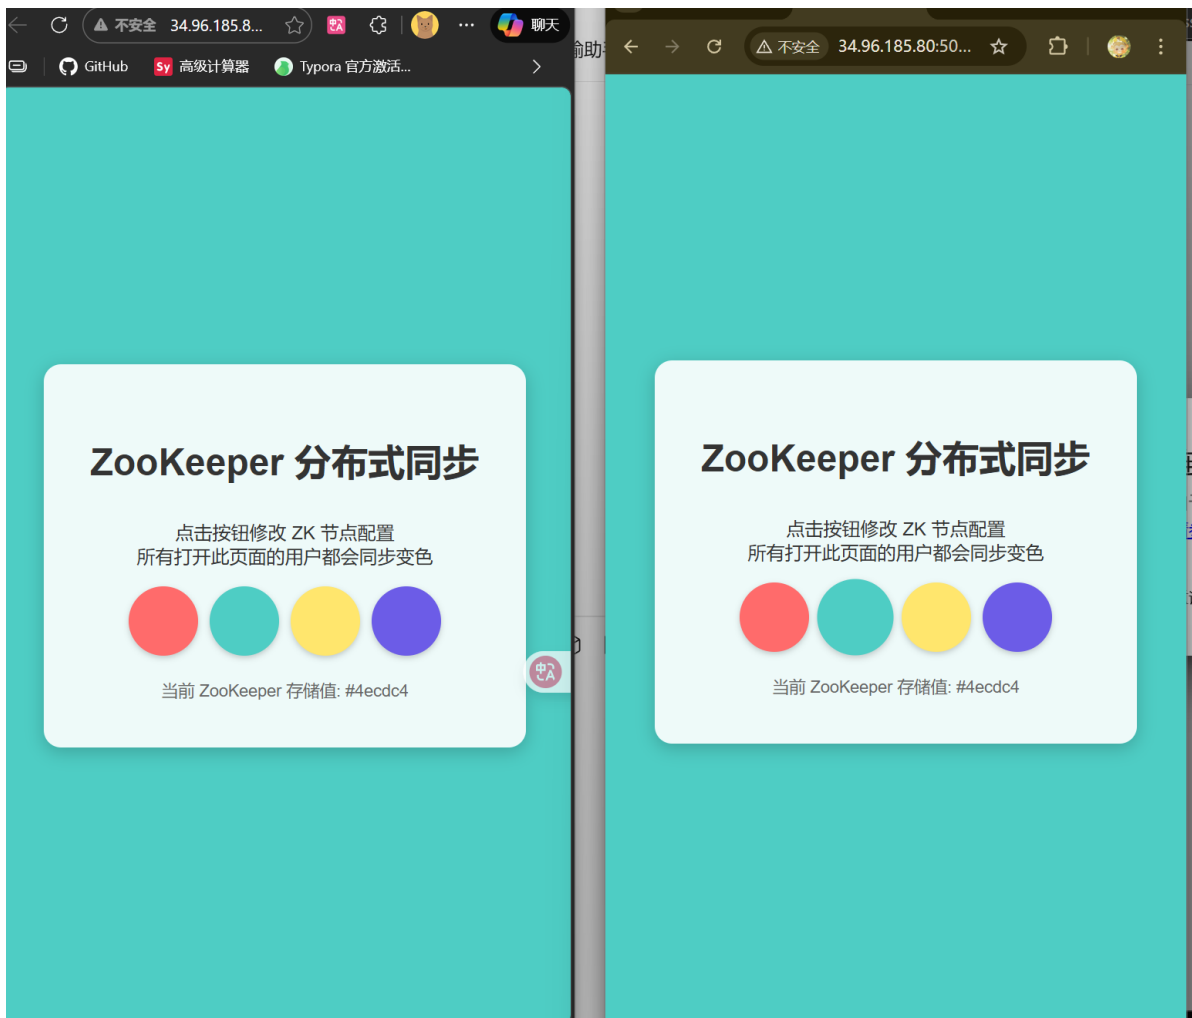 不安全 34.96.185.8...
聊天
GitHub
Sy 高级计算器
Typora 官方激活...
ZooKeeper 分布式同步
点击按钮修改 ZK 节点配置
所有打开此页面的用户都会同步变色
当前 ZooKeeper 存储值: #4ecdc4
中A
不安全 34.96.185.80:50...
ZooKeeper 分布式同步
点击按钮修改 ZK 节点配置
所有打开此页面的用户都会同步变色
当前 ZooKeeper 存储值: #4ecdc4